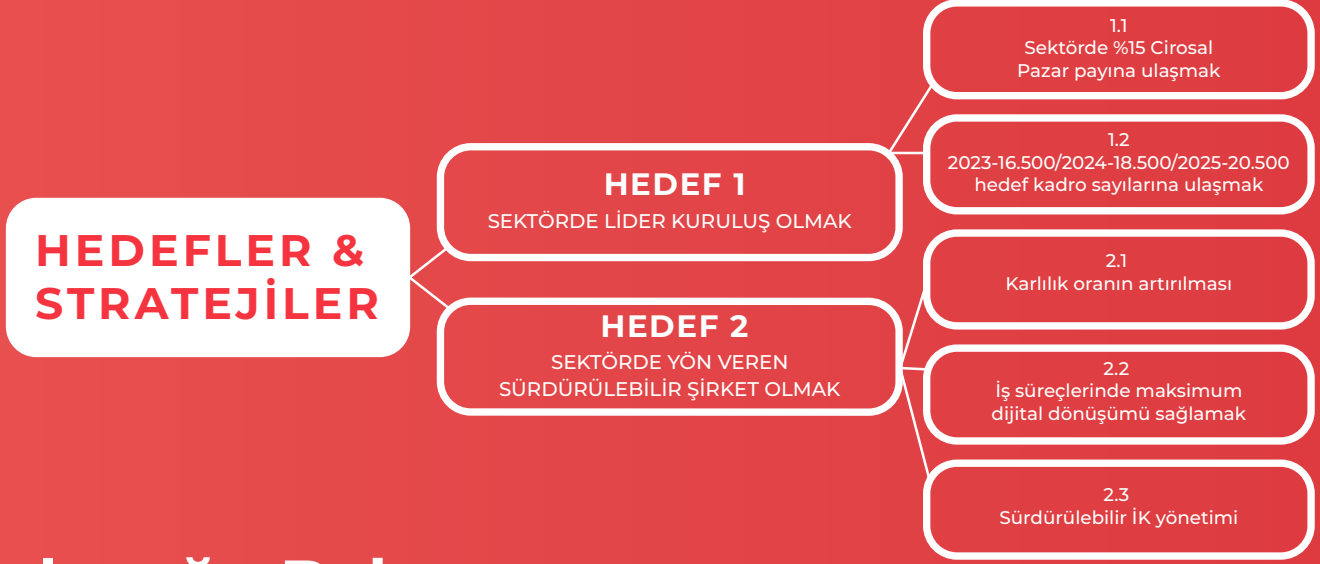 HEDEFLER &
STRATEJİLER
HEDEF 1
SEKTÖRDE LİDER KURULUŞ OLMAK
1.1
Sektörde %15 Cirosal
Pazar payına ulaşmak
1.2
2023-16.500/2024-18.500/2025-20.500
hedef kadro sayılarına ulaşmak
HEDEF 2
SEKTÖRDE YÖN VEREN
SÜRDÜRÜLEBİLİR ŞİRKET OLMAK
2.1
Karlılık oranın artırılması
2.2
İş süreçlerinde maksimum
dijital dönüşümü sağlamak
2.3
Sürdürülebilir İK yönetimi